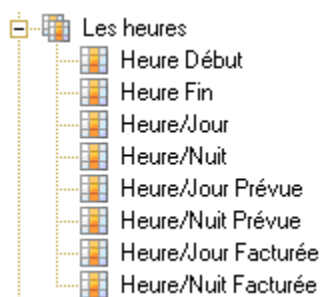 Les heures
Heure Début
Heure Fin
Heure/Jour
Heure/Nuit
Heure/Jour Prévue
Heure/Nuit Prévue
Heure/Jour Facturée
Heure/Nuit Facturée